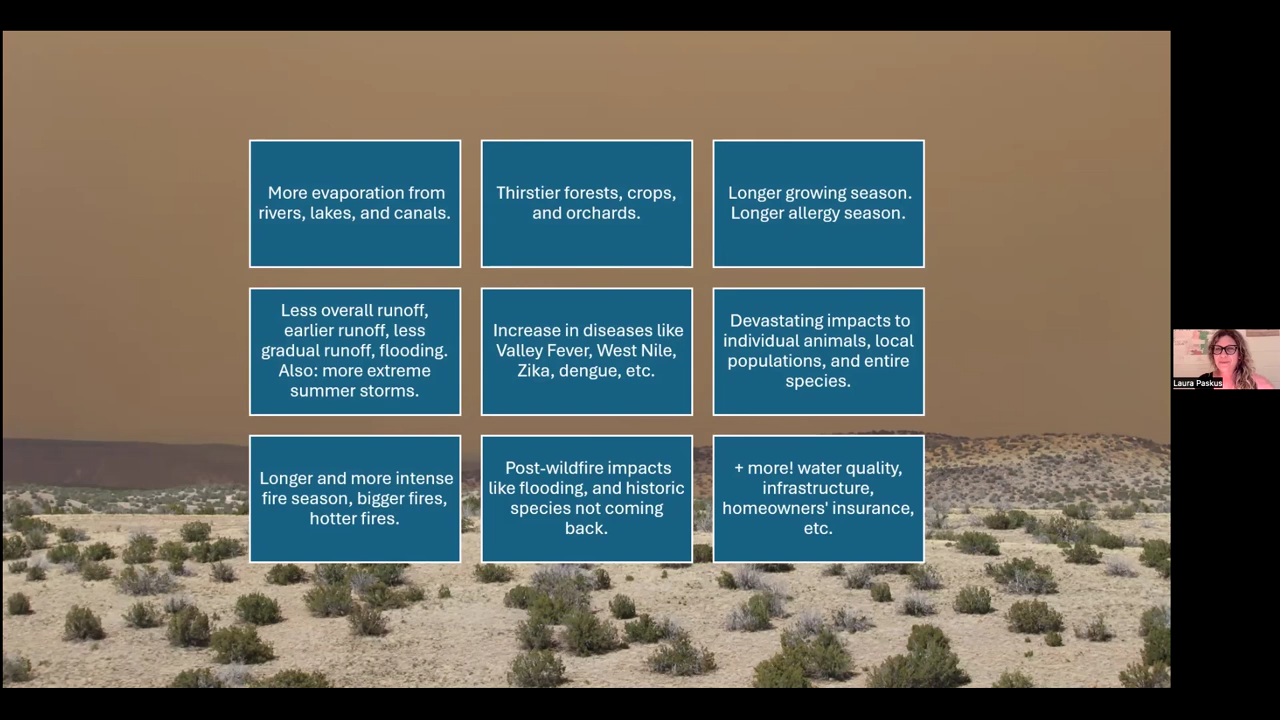 More evaporation from
rivers, lakes, and canals.
Thirstier forests, crops,
and orchards.
Longer growing season.
Longer allergy season.
Less overall runoff,
earlier runoff, less
gradual runoff, flooding.
Also: more extreme
summer storms.
Increase in diseases like
Valley Fever, West Nile,
Zika, dengue, etc.
Devastating impacts to
individual animals, local
populations, and entire
species.
Longer and more intense
fire season, bigger fires,
hotter fires.
Post-wildfire impacts
like flooding, and historic
species not coming
back.
+ more! water quality,
infrastructure,
homeowners' insurance,
etc.
Laura Paskus